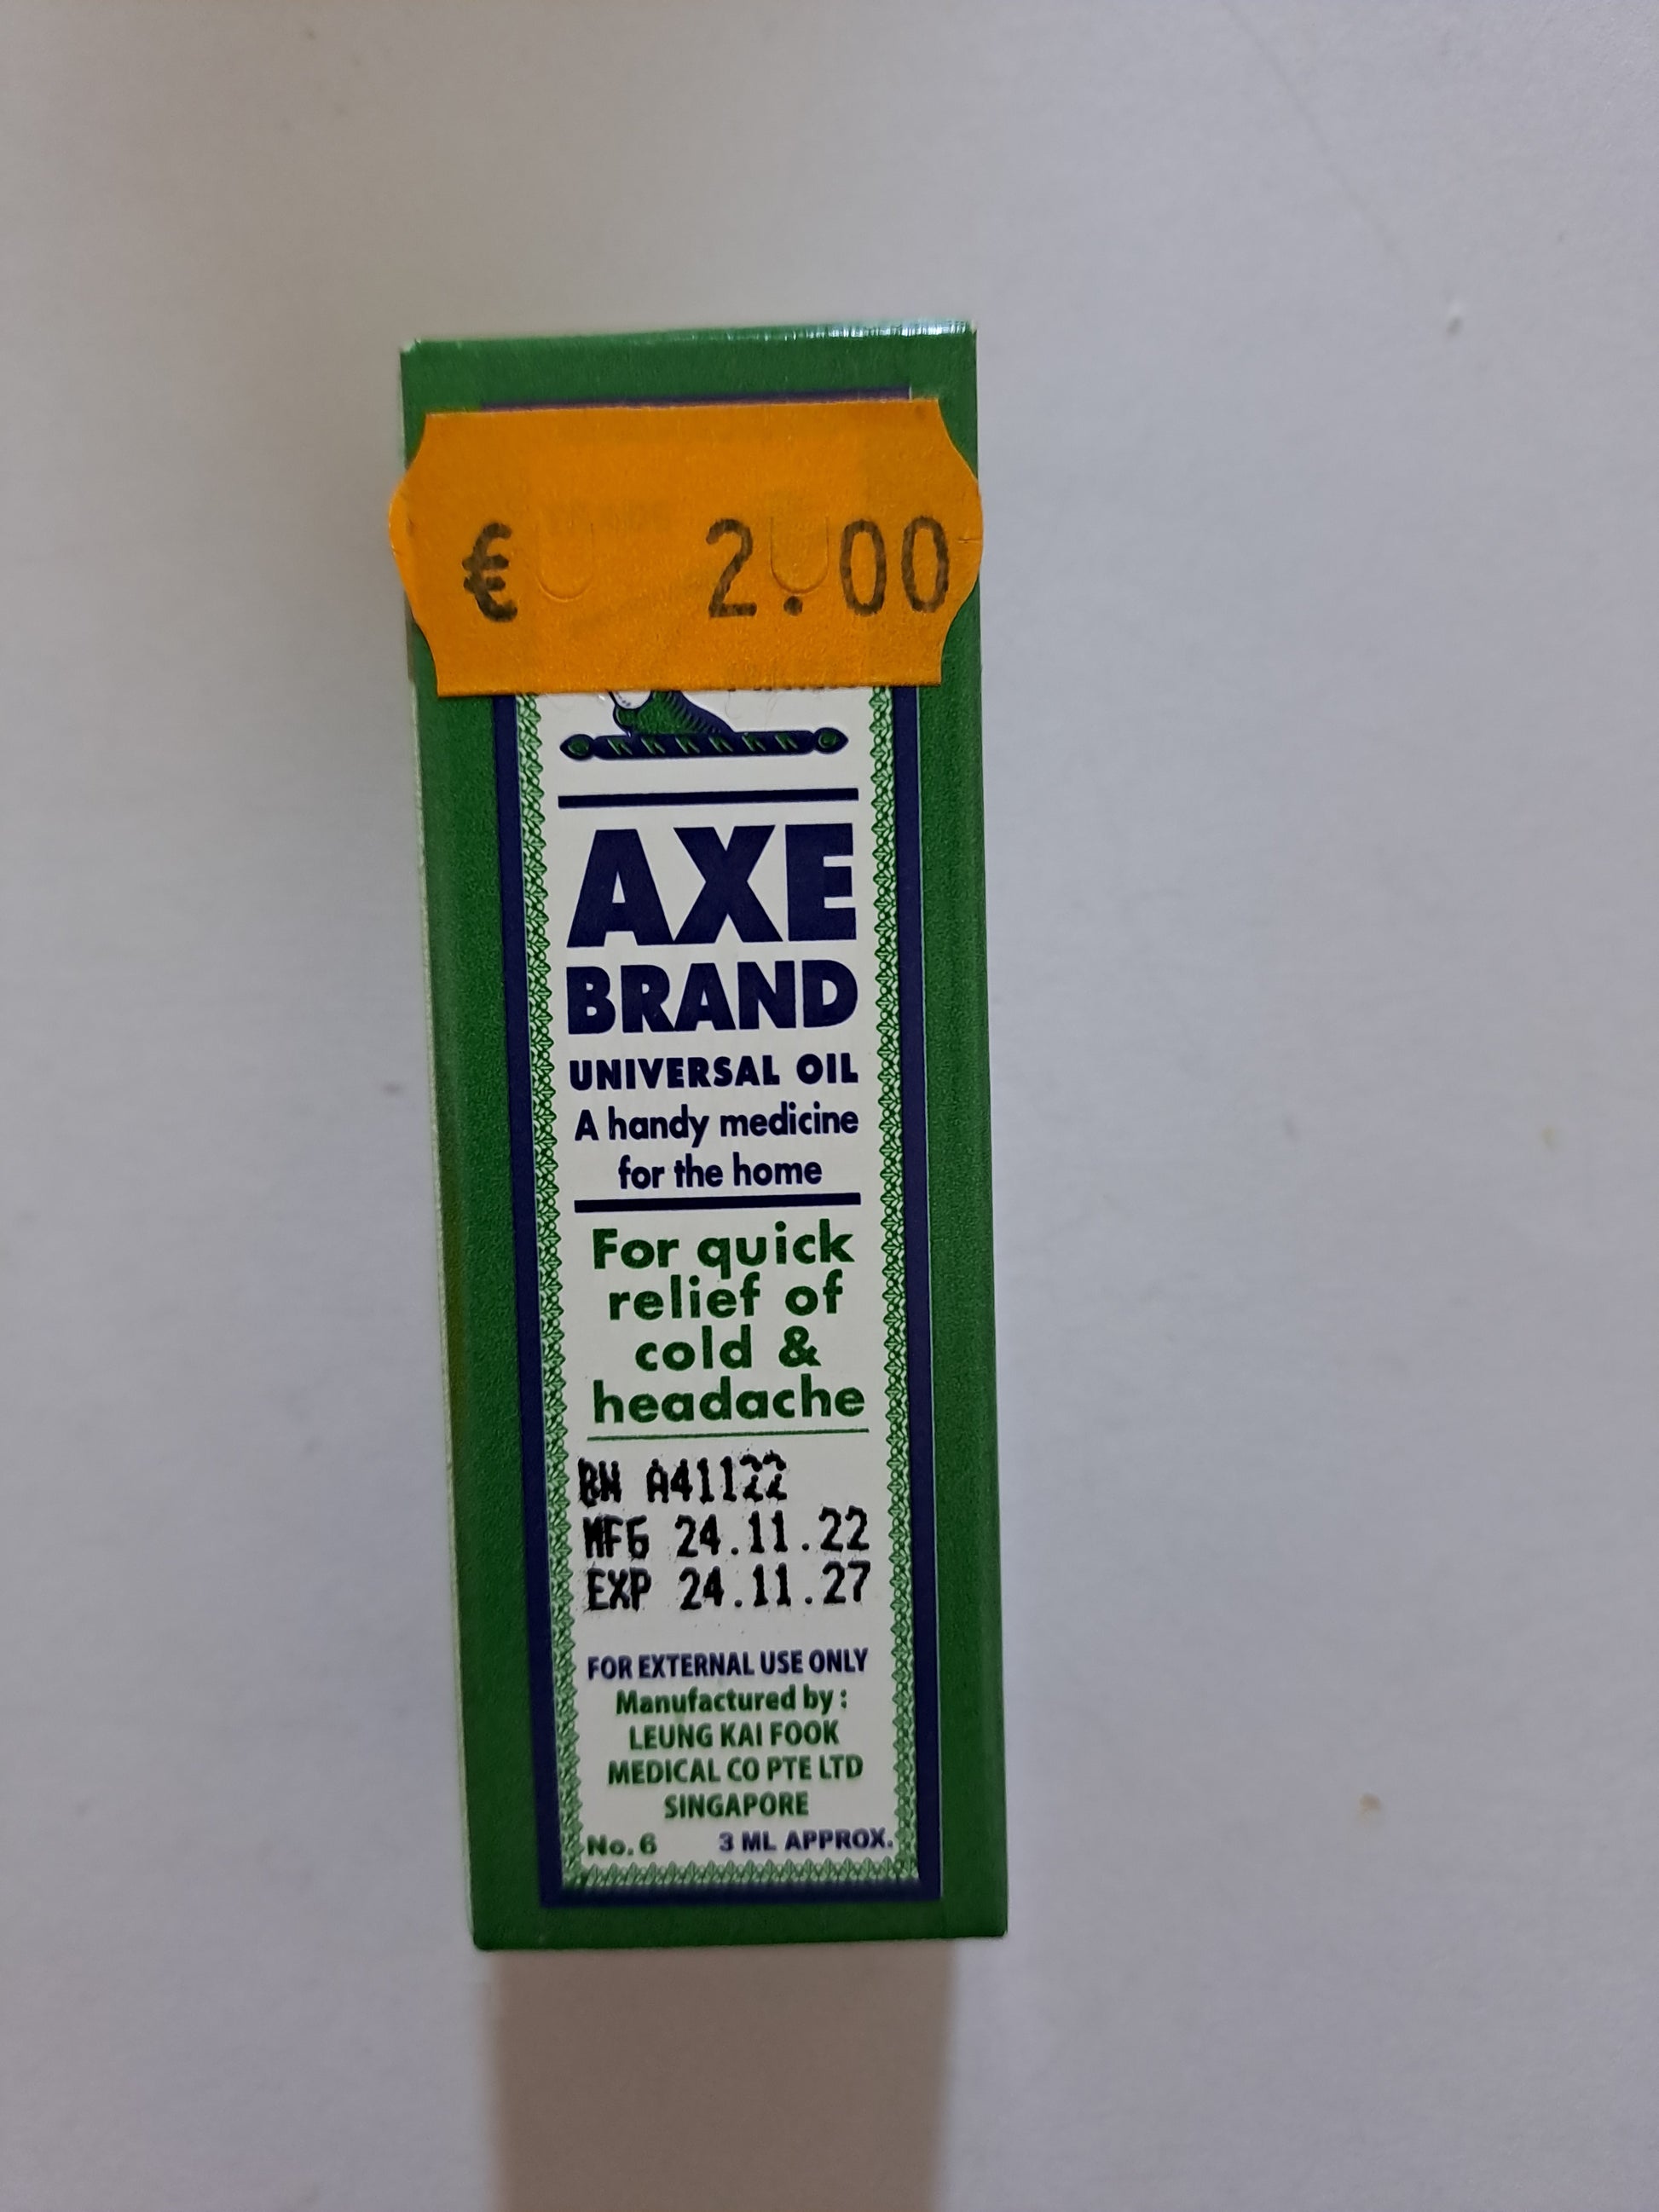 € 2.00
AXE
BRAND
UNIVERSAL OIL
A handy medicine
for the home
For quick
relief of
cold &
headache
BN A41122
MFG 24.11.22
EXP 24.11.27
FOR EXTERNAL USE ONLY
Manufactured by :
LEUNG KAI FOOK
MEDICAL CO PTE LTD
SINGAPORE
No. 6 3 ML APPROX.